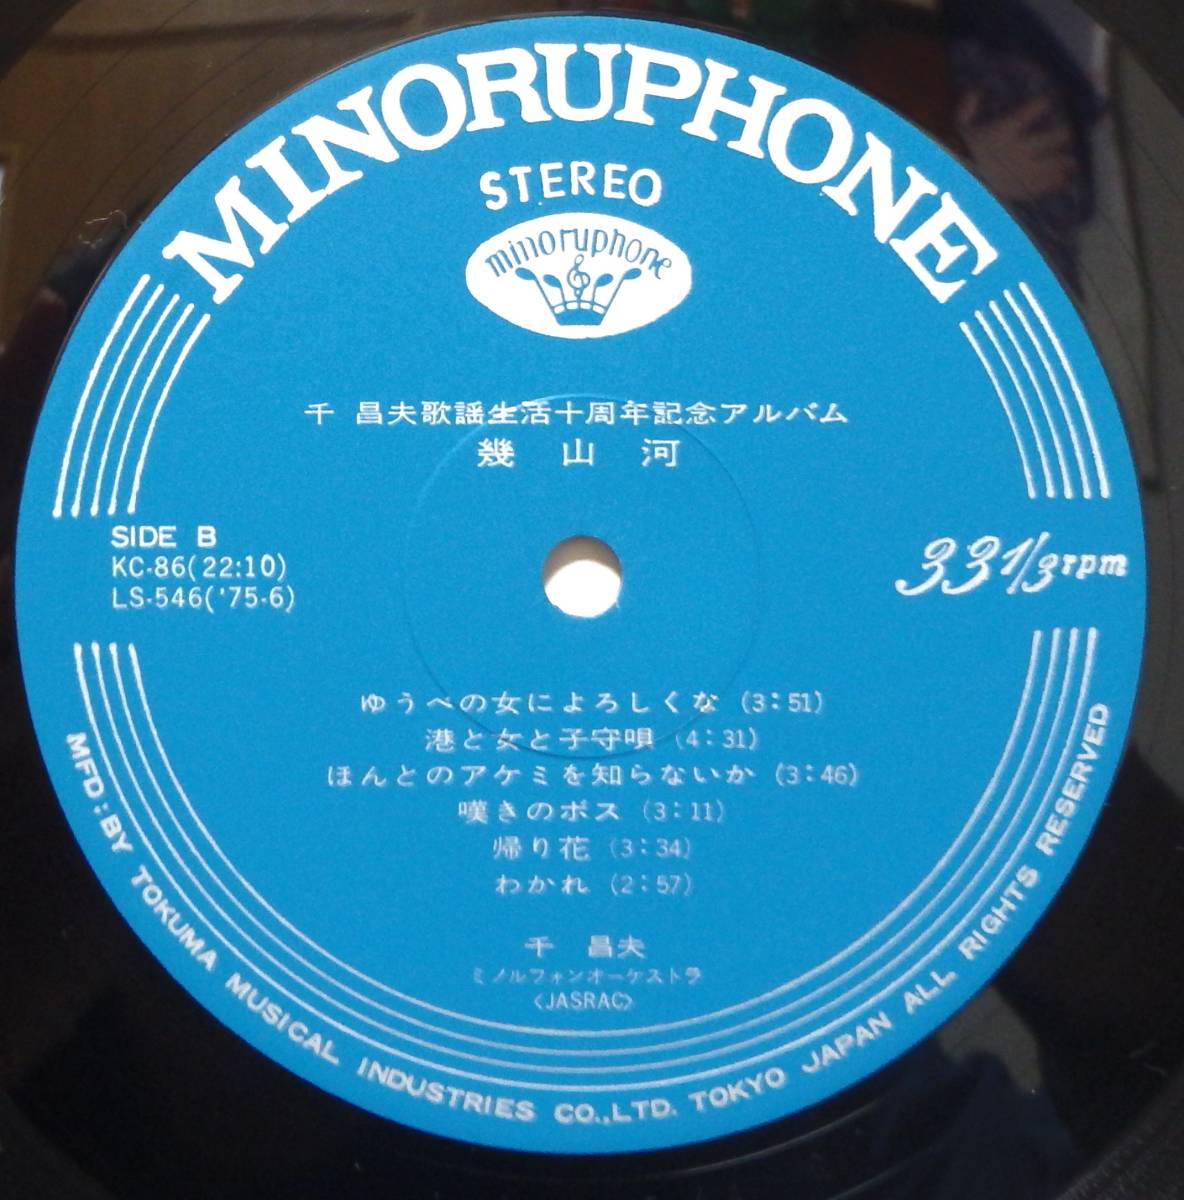 MINORUPHONE
STEREO
minoruphone
千 昌夫歌謡生活十周年記念アルバム
幾山河
SIDE B
KC-86(22:10)
LS-546('75-6)
33 1/3 rpm
ゆうべの女によろしくな (3:51)
港と女と子守唄 (4:31)
ほんとのアケミを知らないか (3:46)
嘆きのボス (3:11)
帰り花 (3:34)
わかれ (2:57)
千 昌夫
ミノルフォンオーケストラ
〈JASRAC〉
MFD: BY TOKUMA MUSICAL INDUSTRIES CO.,LTD. TOKYO JAPAN ALL RIGHTS RESERVED